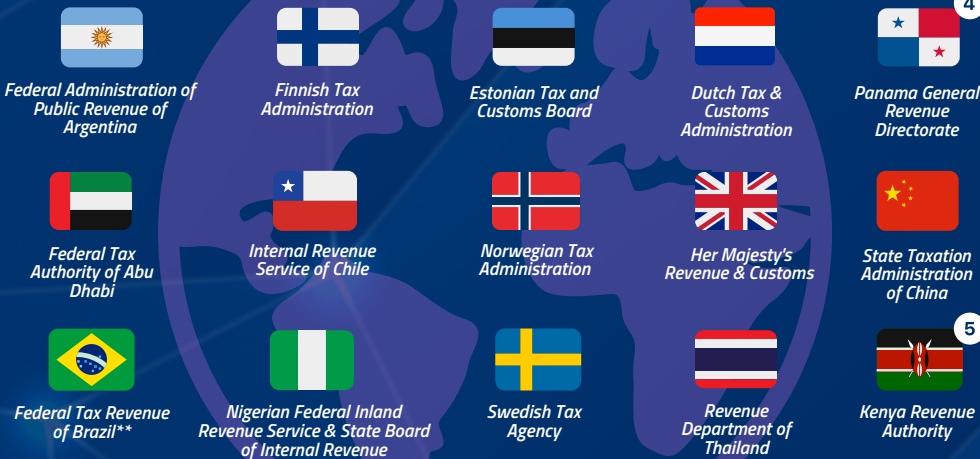 4
Federal Administration of
Public Revenue of
Argentina
Finnish Tax
Administration
Estonian Tax and
Customs Board
Dutch Tax &
Customs
Administration
Panama General
Revenue
Directorate
Federal Tax
Authority of Abu
Dhabi
Internal Revenue
Service of Chile
Norwegian Tax
Administration
Her Majesty's
Revenue & Customs
State Taxation
Administration
of China
5
Federal Tax Revenue
of Brazil**
Nigerian Federal Inland
Revenue Service & State Board
of Internal Revenue
Swedish Tax
Agency
Revenue
Department of
Thailand
Kenya Revenue
Authority